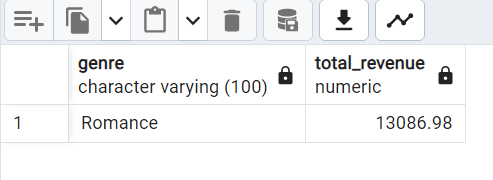 genre total_revenue
character varying (100) numeric
1 Romance 13086.98